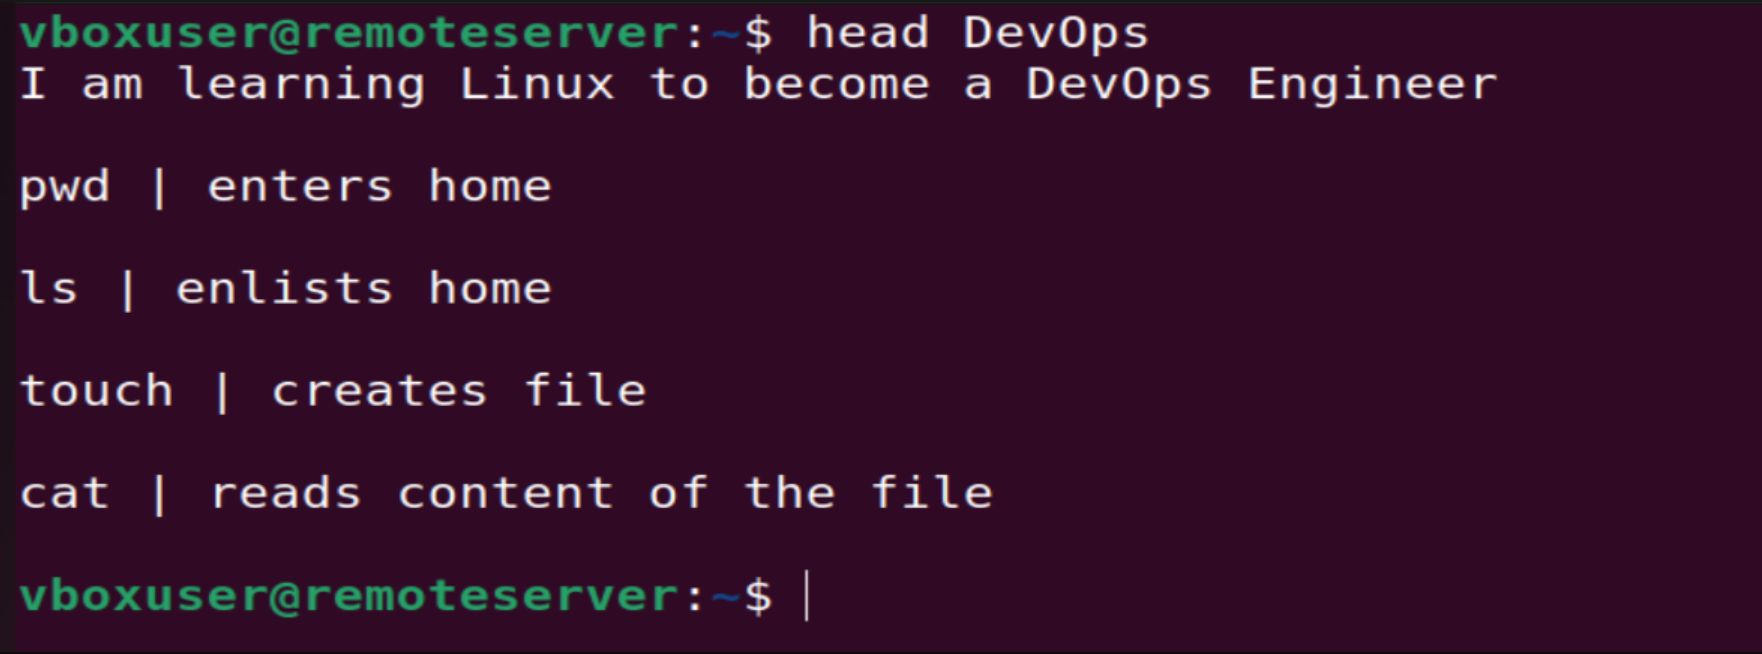 vboxuser@remoteserver:~$ head DevOps
I am learning Linux to become a DevOps Engineer
pwd | enters home
ls | enlists home
touch | creates file
cat | reads content of the file
vboxuser@remoteserver:~$